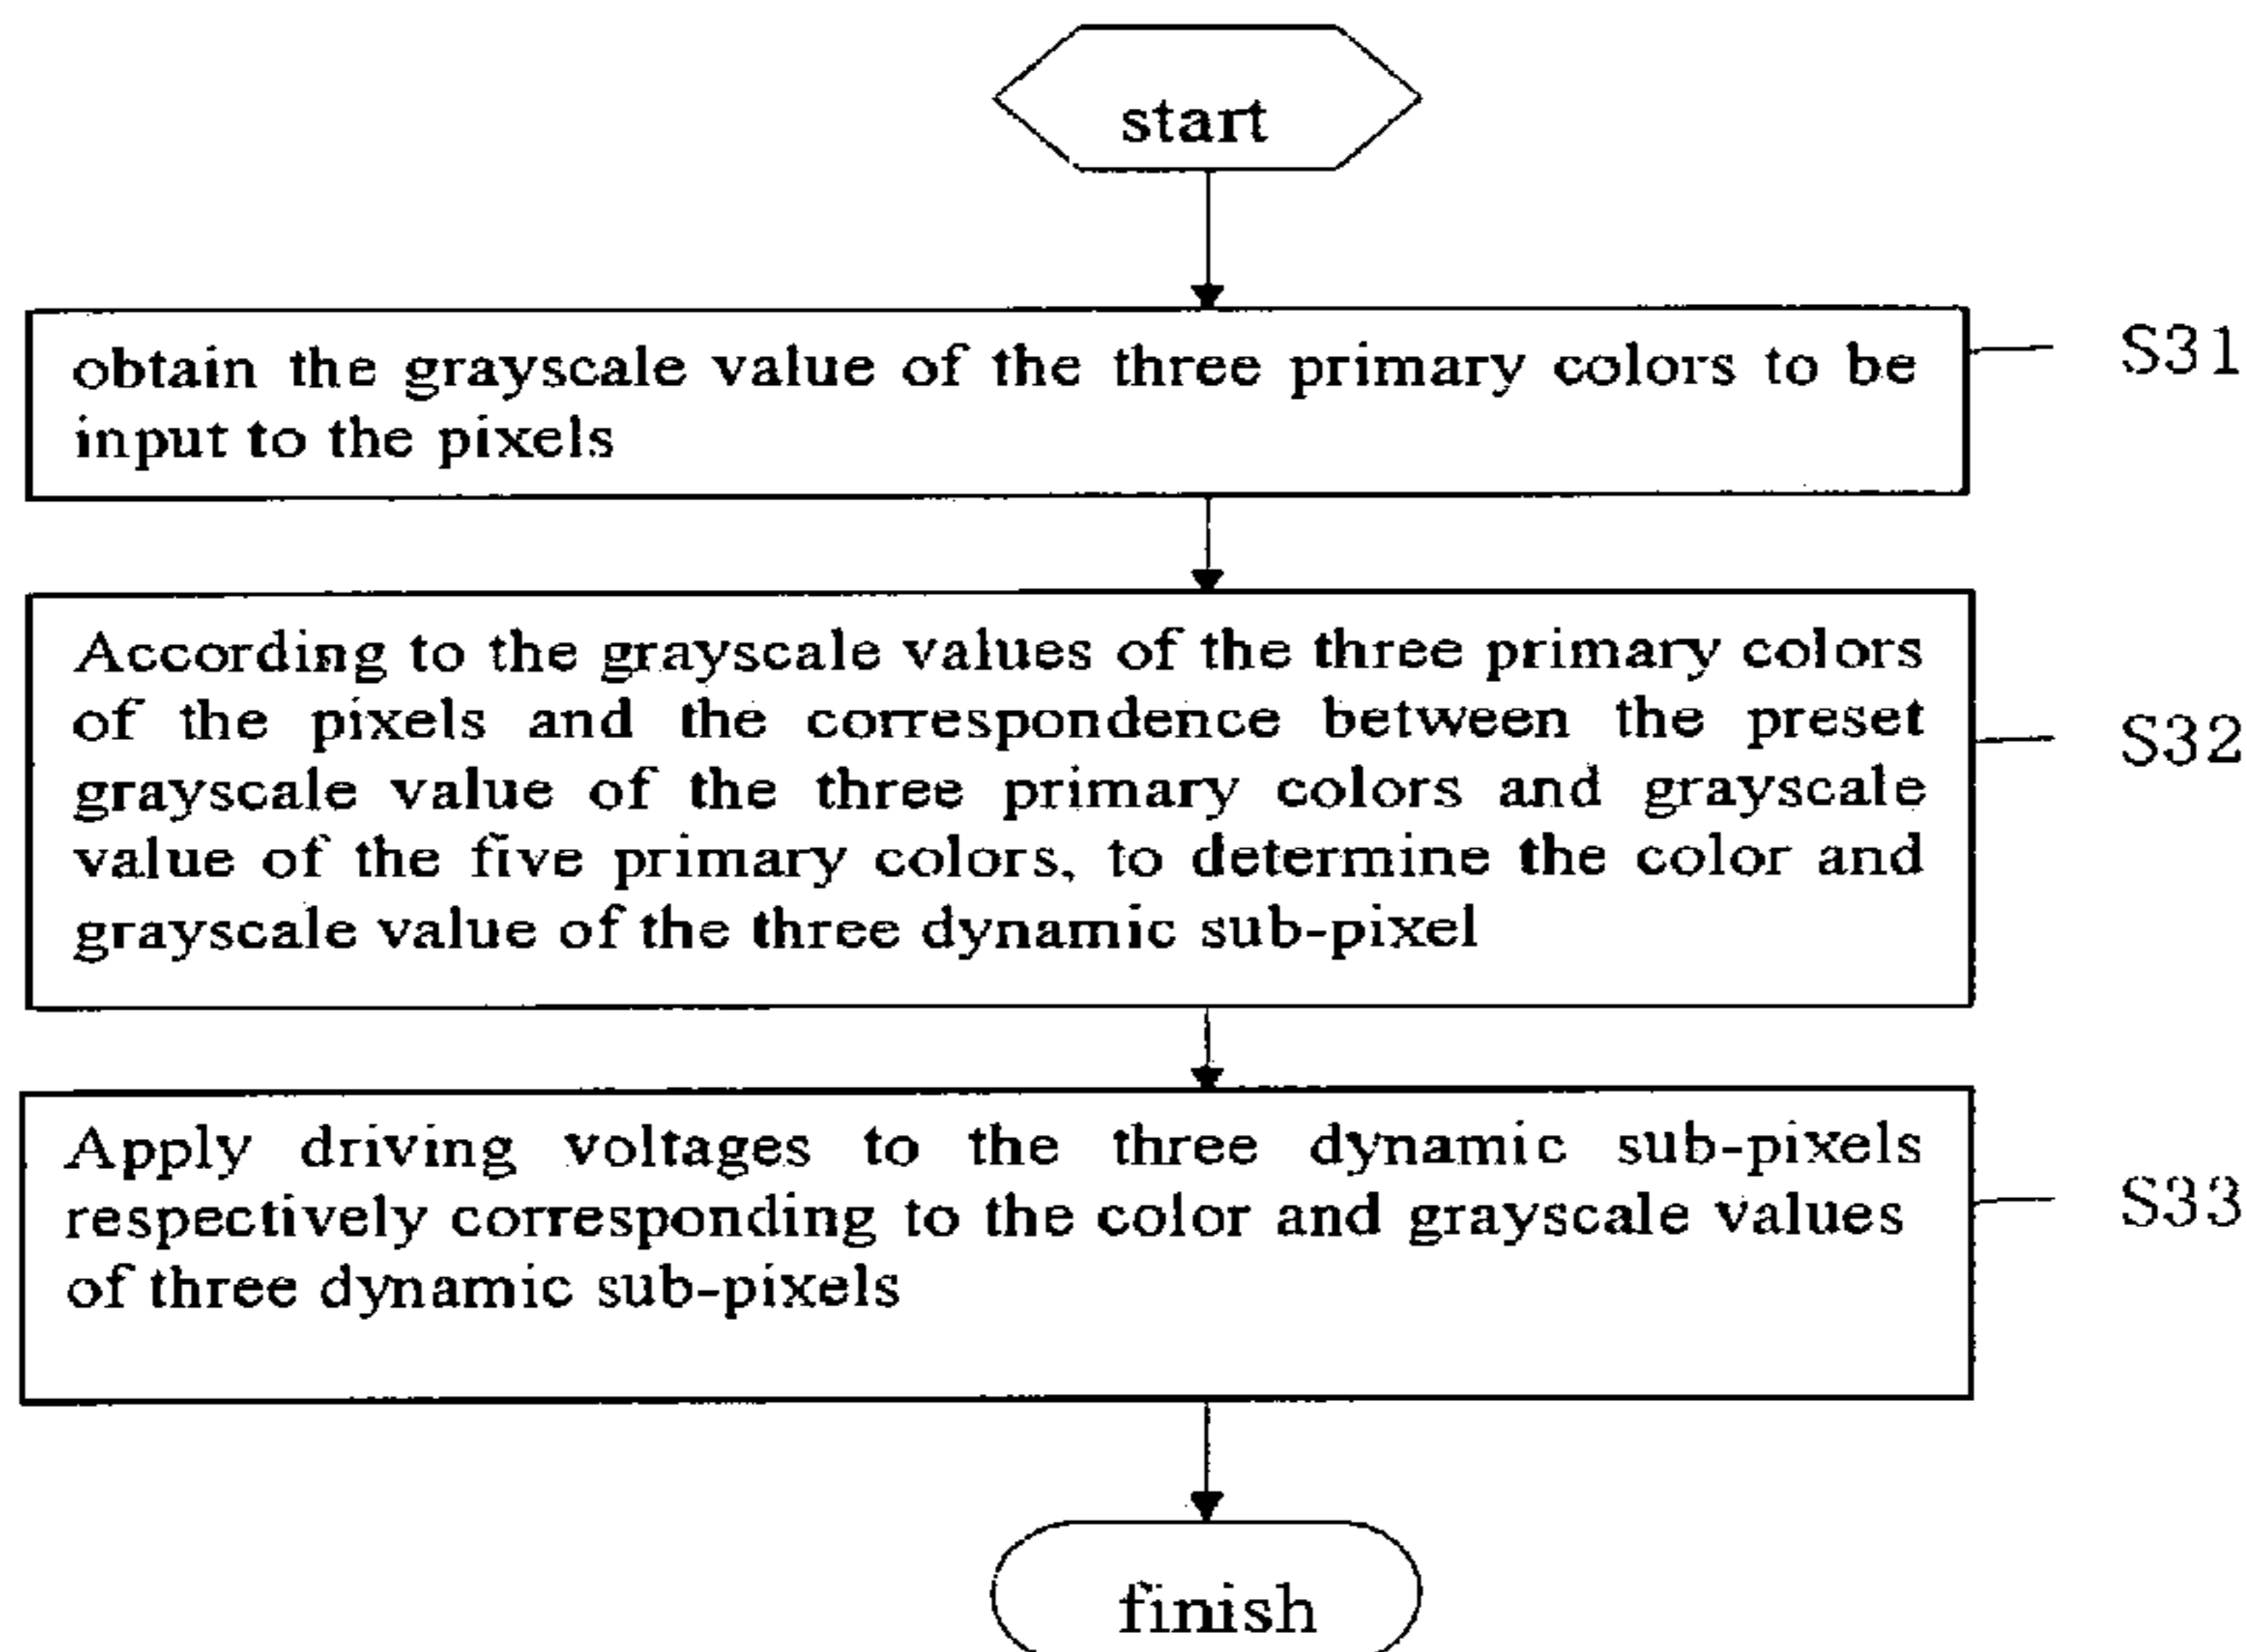 start
obtain the grayscale value of the three primary colors to be
input to the pixels
S31
According to the grayscale values of the three primary colors
of the pixels and the correspondence between the preset
grayscale value of the three primary colors and grayscale
value of the five primary colors, to determine the color and
grayscale value of the three dynamic sub-pixel
S32
Apply driving voltages to the three dynamic sub-pixels
respectively corresponding to the color and grayscale values
of three dynamic sub-pixels
S33
finish